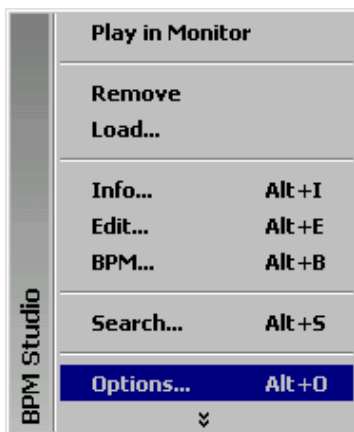 Play in Monitor
Remove
Load...
Info... Alt+I
Edit... Alt+E
BPM... Alt+B
Search... Alt+S
Options... Alt+O
BPM Studio